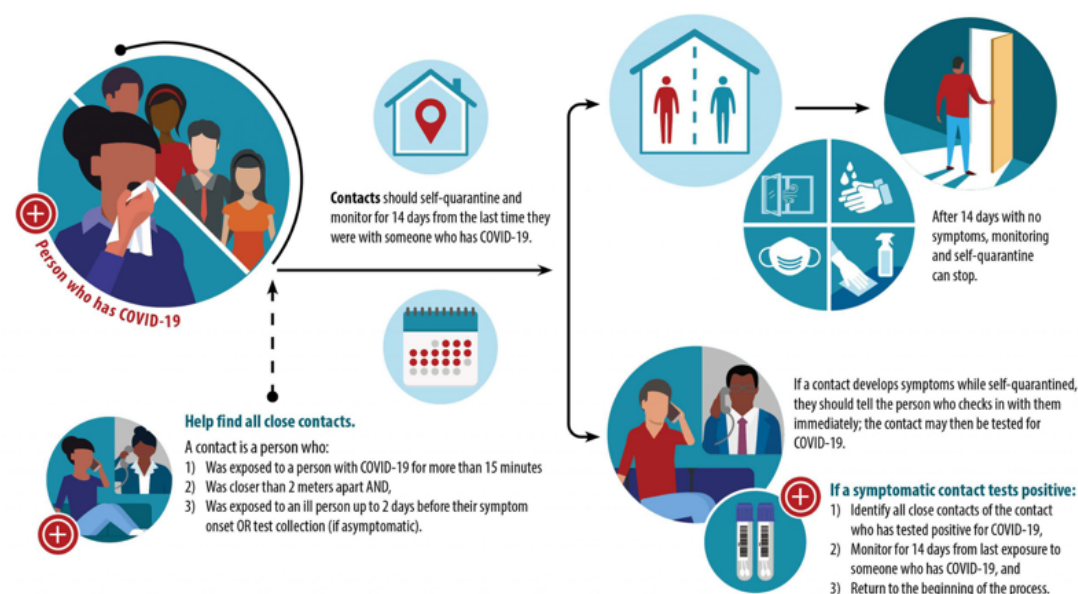 Person who has COVID-19
Contacts should self-quarantine and
monitor for 14 days from the last time they
were with someone who has COVID-19.
Help find all close contacts.
A contact is a person who:
1) Was exposed to a person with COVID-19 for more than 15 minutes
2) Was closer than 2 meters apart AND,
3) Was exposed to an ill person up to 2 days before their symptom
onset OR test collection (if asymptomatic).
After 14 days with no
symptoms, monitoring
and self-quarantine
can stop.
If a contact develops symptoms while self-quarantined,
they should tell the person who checks in with them
immediately; the contact may then be tested for
COVID-19.
If a symptomatic contact tests positive:
1) Identify all close contacts of the contact
who has tested positive for COVID-19,
2) Monitor for 14 days from last exposure to
someone who has COVID-19, and
3) Return to the beginning of the process.